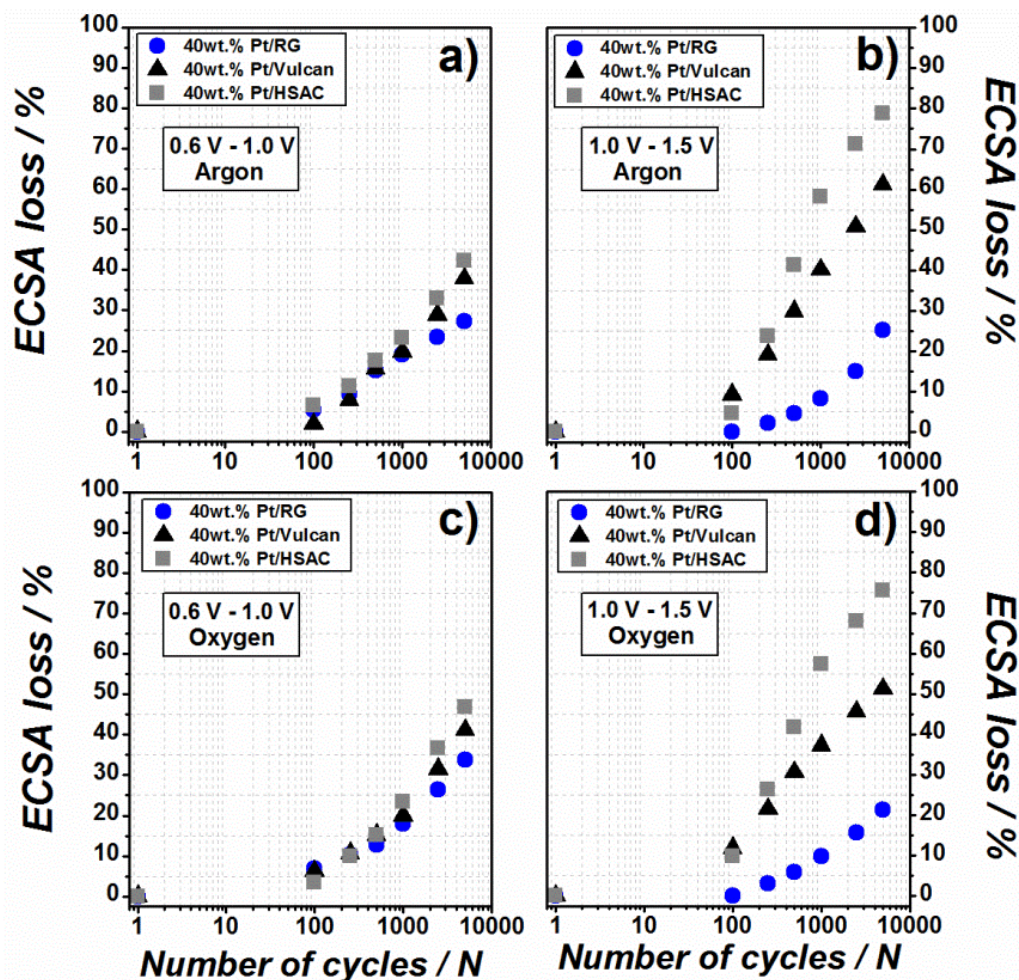 a)
40wt.% Pt/RG
40wt.% Pt/Vulcan
40wt.% Pt/HSAC
0.6 V - 1.0 V
Argon
ECSA loss / %
100
90
80
70
60
50
40
30
20
10
0
1
10
100
1000
10000
b)
40wt.% Pt/RG
40wt.% Pt/Vulcan
40wt.% Pt/HSAC
1.0 V - 1.5 V
Argon
ECSA loss / %
100
90
80
70
60
50
40
30
20
10
0
1
10
100
1000
10000
c)
40wt.% Pt/RG
40wt.% Pt/Vulcan
40wt.% Pt/HSAC
0.6 V - 1.0 V
Oxygen
ECSA loss / %
100
90
80
70
60
50
40
30
20
10
0
1
10
100
1000
10000
Number of cycles / N
d)
40wt.% Pt/RG
40wt.% Pt/Vulcan
40wt.% Pt/HSAC
1.0 V - 1.5 V
Oxygen
ECSA loss / %
100
90
80
70
60
50
40
30
20
10
0
1
10
100
1000
10000
Number of cycles / N